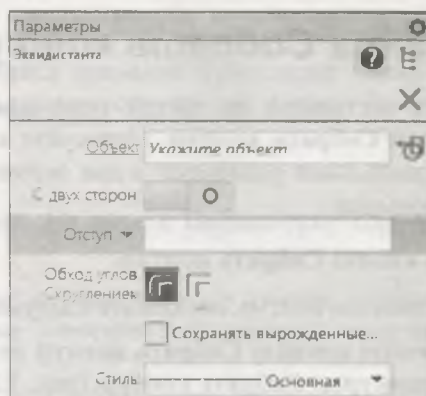 Параметры
Эквидистанта
Объект Укажите объект
С двух сторон
Отступ
Обход углов
Скруглением
Сохранять вырожденные...
Стиль Основная